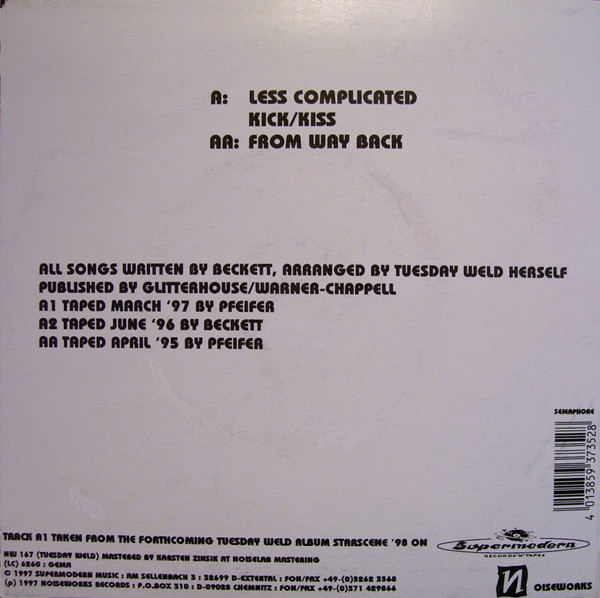 A: LESS COMPLICATED
KICK/KISS
AA: FROM WAY BACK
ALL SONGS WRITTEN BY BECKETT, ARRANGED BY TUESDAY WELD HERSELF
PUBLISHED BY GLITTERHOUSE/WARNER-CHAPPELL
A1 TAPED MARCH '97 BY PFEIFER
A2 TAPED JUNE '96 BY BECKETT
AA TAPED APRIL '95 BY PFEIFER
SEMAPHORE
4 013859 373528
TRACK A1 TAKEN FROM THE FORTHCOMING TUESDAY WELD ALBUM STARSCENE '98 ON
Supermodern
RECORDS'N'TAPES
NW 167 (TUESDAY WELD) MASTERED BY KARSTEN ZINSIK AT NOISELAB MASTERING
(LC) 6260 : GEMA
© 1997 SUPERMODERN MUSIC : AM SELLENBACH 3 : 32699 D-EXTERTAL : FON/FAX +49-(0)5262 3368
(P) 1997 NOISEWORKS RECORDS : P.O.BOX 310 : D-09028 CHEMNITZ : FON/FAX +49-(0)371 429866
NOISEWORKS